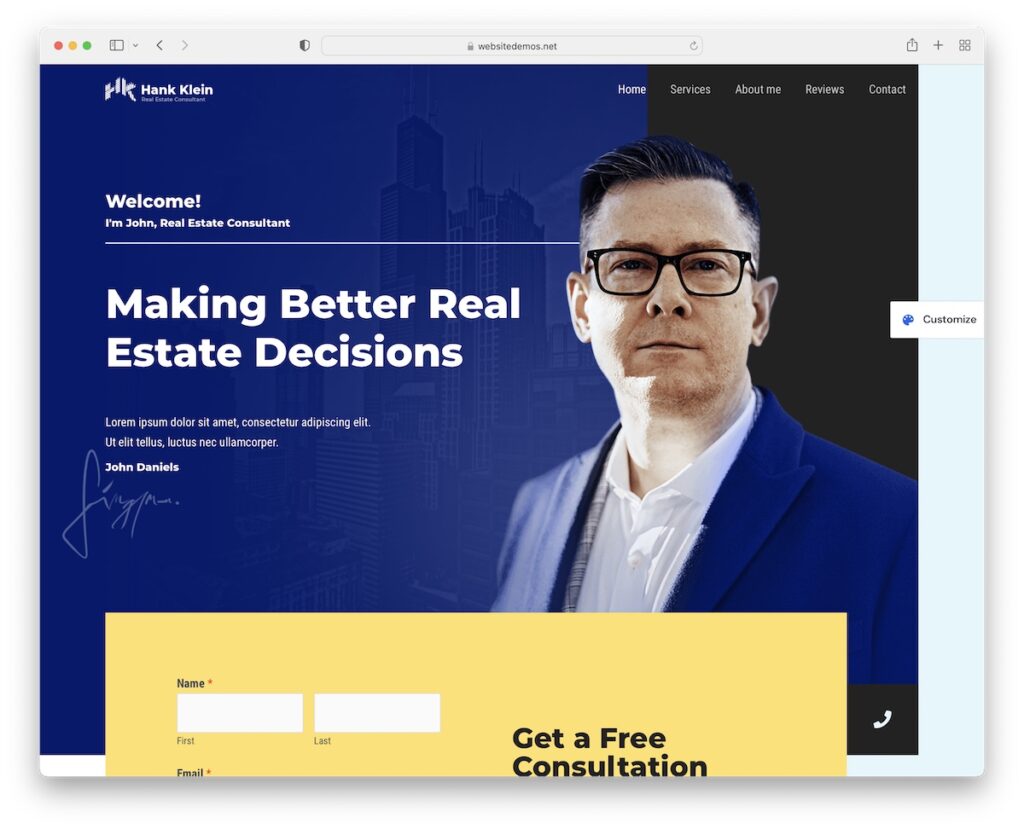 websitedemos.net
Hank Klein
Real Estate Consultant
Home Services About me Reviews Contact
Welcome!
I'm John, Real Estate Consultant
Making Better Real
Estate Decisions
Customize
Lorem ipsum dolor sit amet, consectetur adipiscing elit.
Ut elit tellus, luctus nec ullamcorper.
John Daniels
Name *
First Last
Get a Free
Consultation
Email *